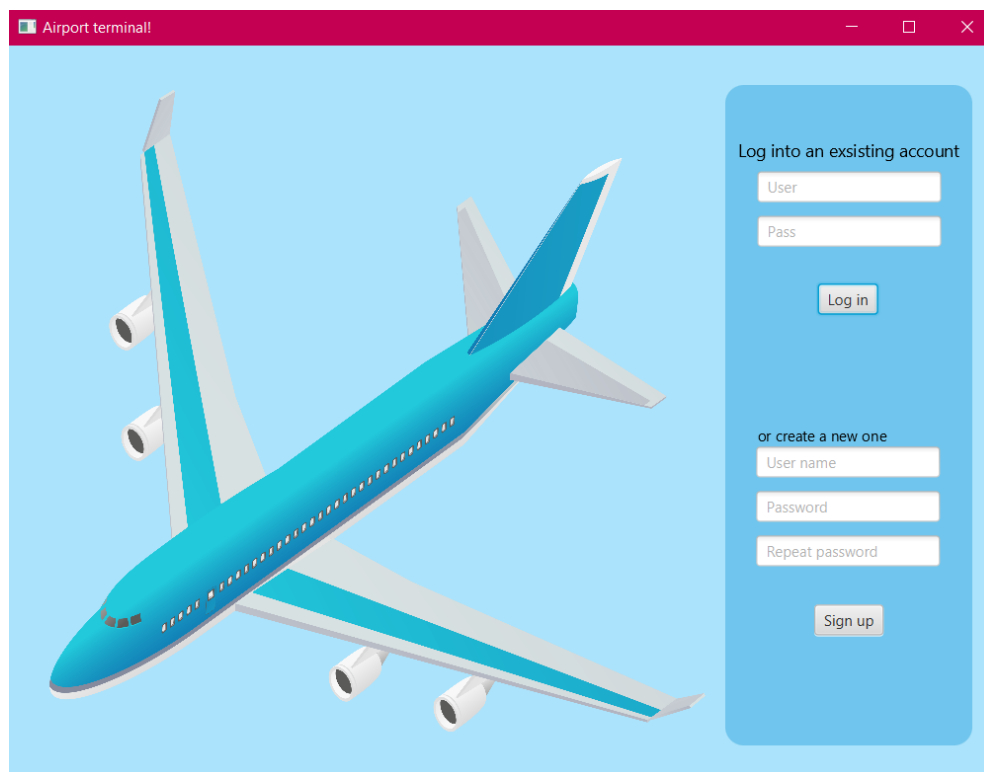 Airport terminal!
Log into an exsisting account
User
Pass
Log in
or create a new one
User name
Password
Repeat password
Sign up